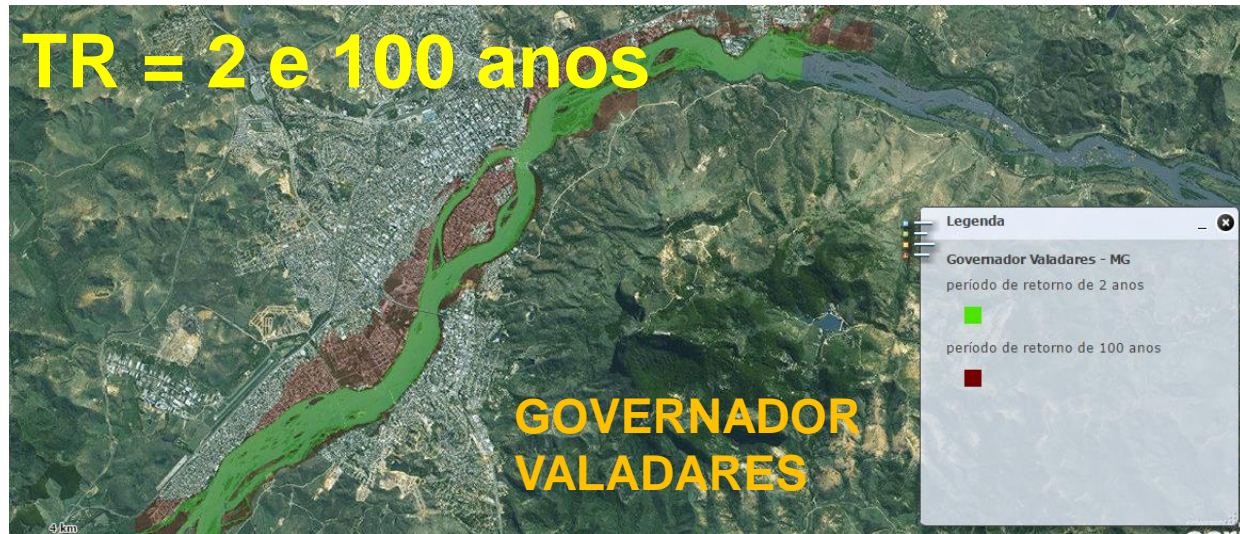 TR = 2 e 100 anos
Legenda
Governador Valadares - MG
período de retorno de 2 anos
período de retorno de 100 anos
GOVERNADOR
VALADARES
4 km